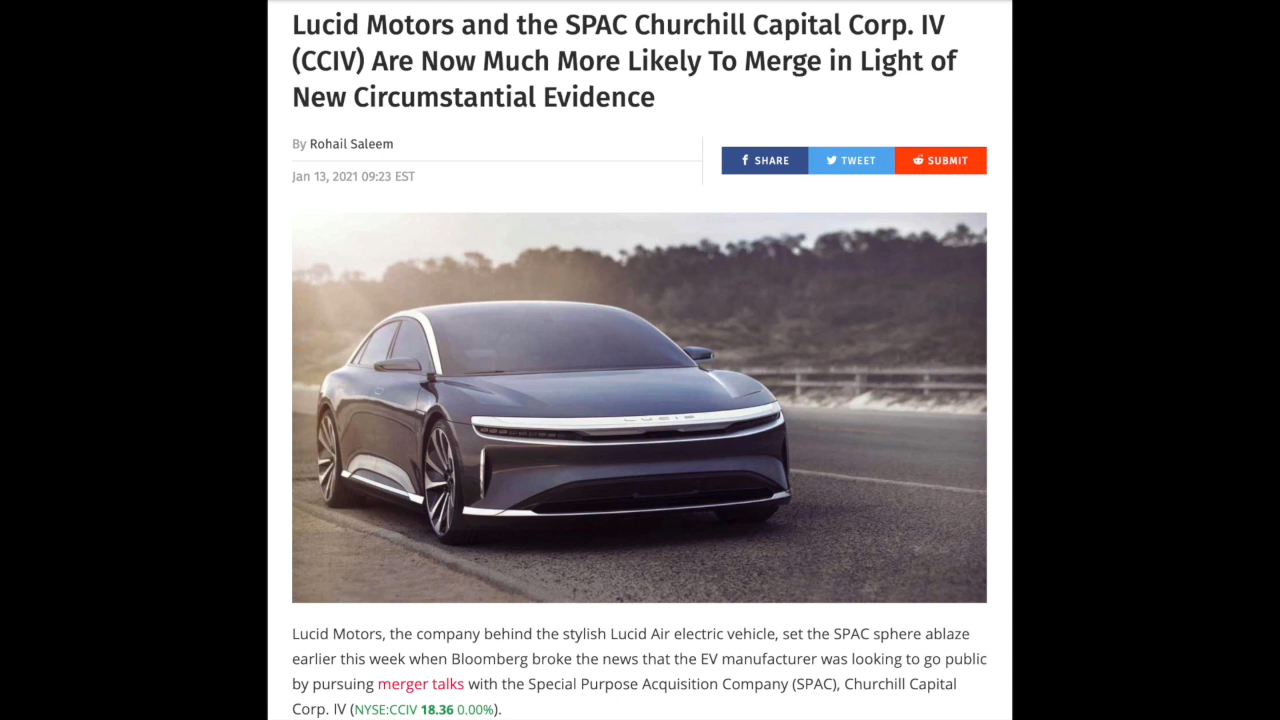 Lucid Motors and the SPAC Churchill Capital Corp. IV
(CCIV) Are Now Much More Likely To Merge in Light of
New Circumstantial Evidence
By Rohail Saleem
SHARE
TWEET
SUBMIT
Jan 13, 2021 09:23 EST
LUCID
Lucid Motors, the company behind the stylish Lucid Air electric vehicle, set the SPAC sphere ablaze
earlier this week when Bloomberg broke the news that the EV manufacturer was looking to go public
by pursuing merger talks with the Special Purpose Acquisition Company (SPAC), Churchill Capital
Corp. IV (NYSE:CCIV 18.36 0.00%).